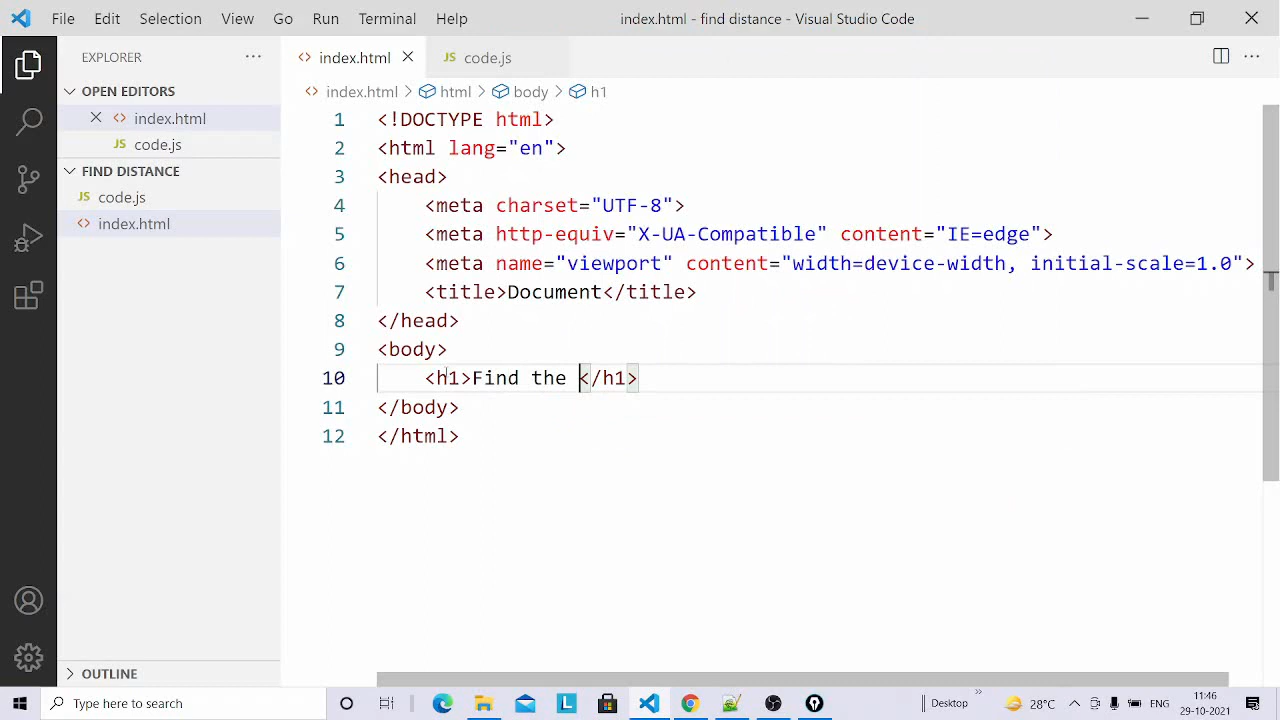 File Edit Selection View Go Run Terminal Help index.html - find distance - Visual Studio Code
EXPLORER ...
OPEN EDITORS
index.html
JS code.js
FIND DISTANCE
JS code.js
index.html
OUTLINE
index.html JS code.js ...
index.html > html > body > h1
1 <!DOCTYPE html>
2 <html lang="en">
3 <head>
4 <meta charset="UTF-8">
5 <meta http-equiv="X-UA-Compatible" content="IE=edge">
6 <meta name="viewport" content="width=device-width, initial-scale=1.0">
7 <title>Document</title>
8 </head>
9 <body>
10 <h1>Find the </h1>
11 </body>
12 </html>
Type here to search L Desktop 28°C ENG 11:46
29-10-2021